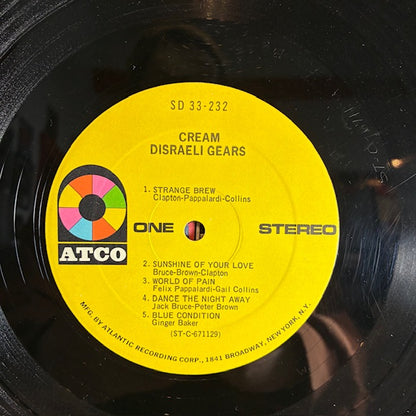 SD 33-232
CREAM
DISRAELI GEARS
1. STRANGE BREW
Clapton-Pappalardi-Collins
ATCO
ONE
STEREO
2. SUNSHINE OF YOUR LOVE
Bruce-Brown-Clapton
3. WORLD OF PAIN
Felix Pappalardi-Gail Collins
4. DANCE THE NIGHT AWAY
Jack Bruce-Peter Brown
5. BLUE CONDITION
Ginger Baker
(ST-C-671129)
MFG. BY ATLANTIC RECORDING CORP., 1841 BROADWAY, NEW YORK, N.Y.